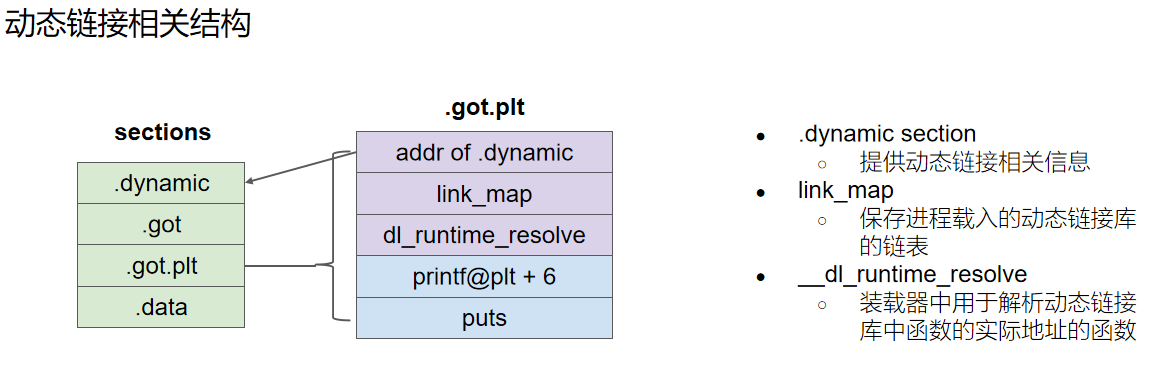 动态链接相关结构
sections
.dynamic
.got
.got.plt
.data
.got.plt
addr of .dynamic
link_map
dl_runtime_resolve
printf@plt + 6
puts
● .dynamic section
○ 提供动态链接相关信息
● link_map
○ 保存进程载入的动态链接库
的链表
● __dl_runtime_resolve
○ 装载器中用于解析动态链接
库中函数的实际地址的函数